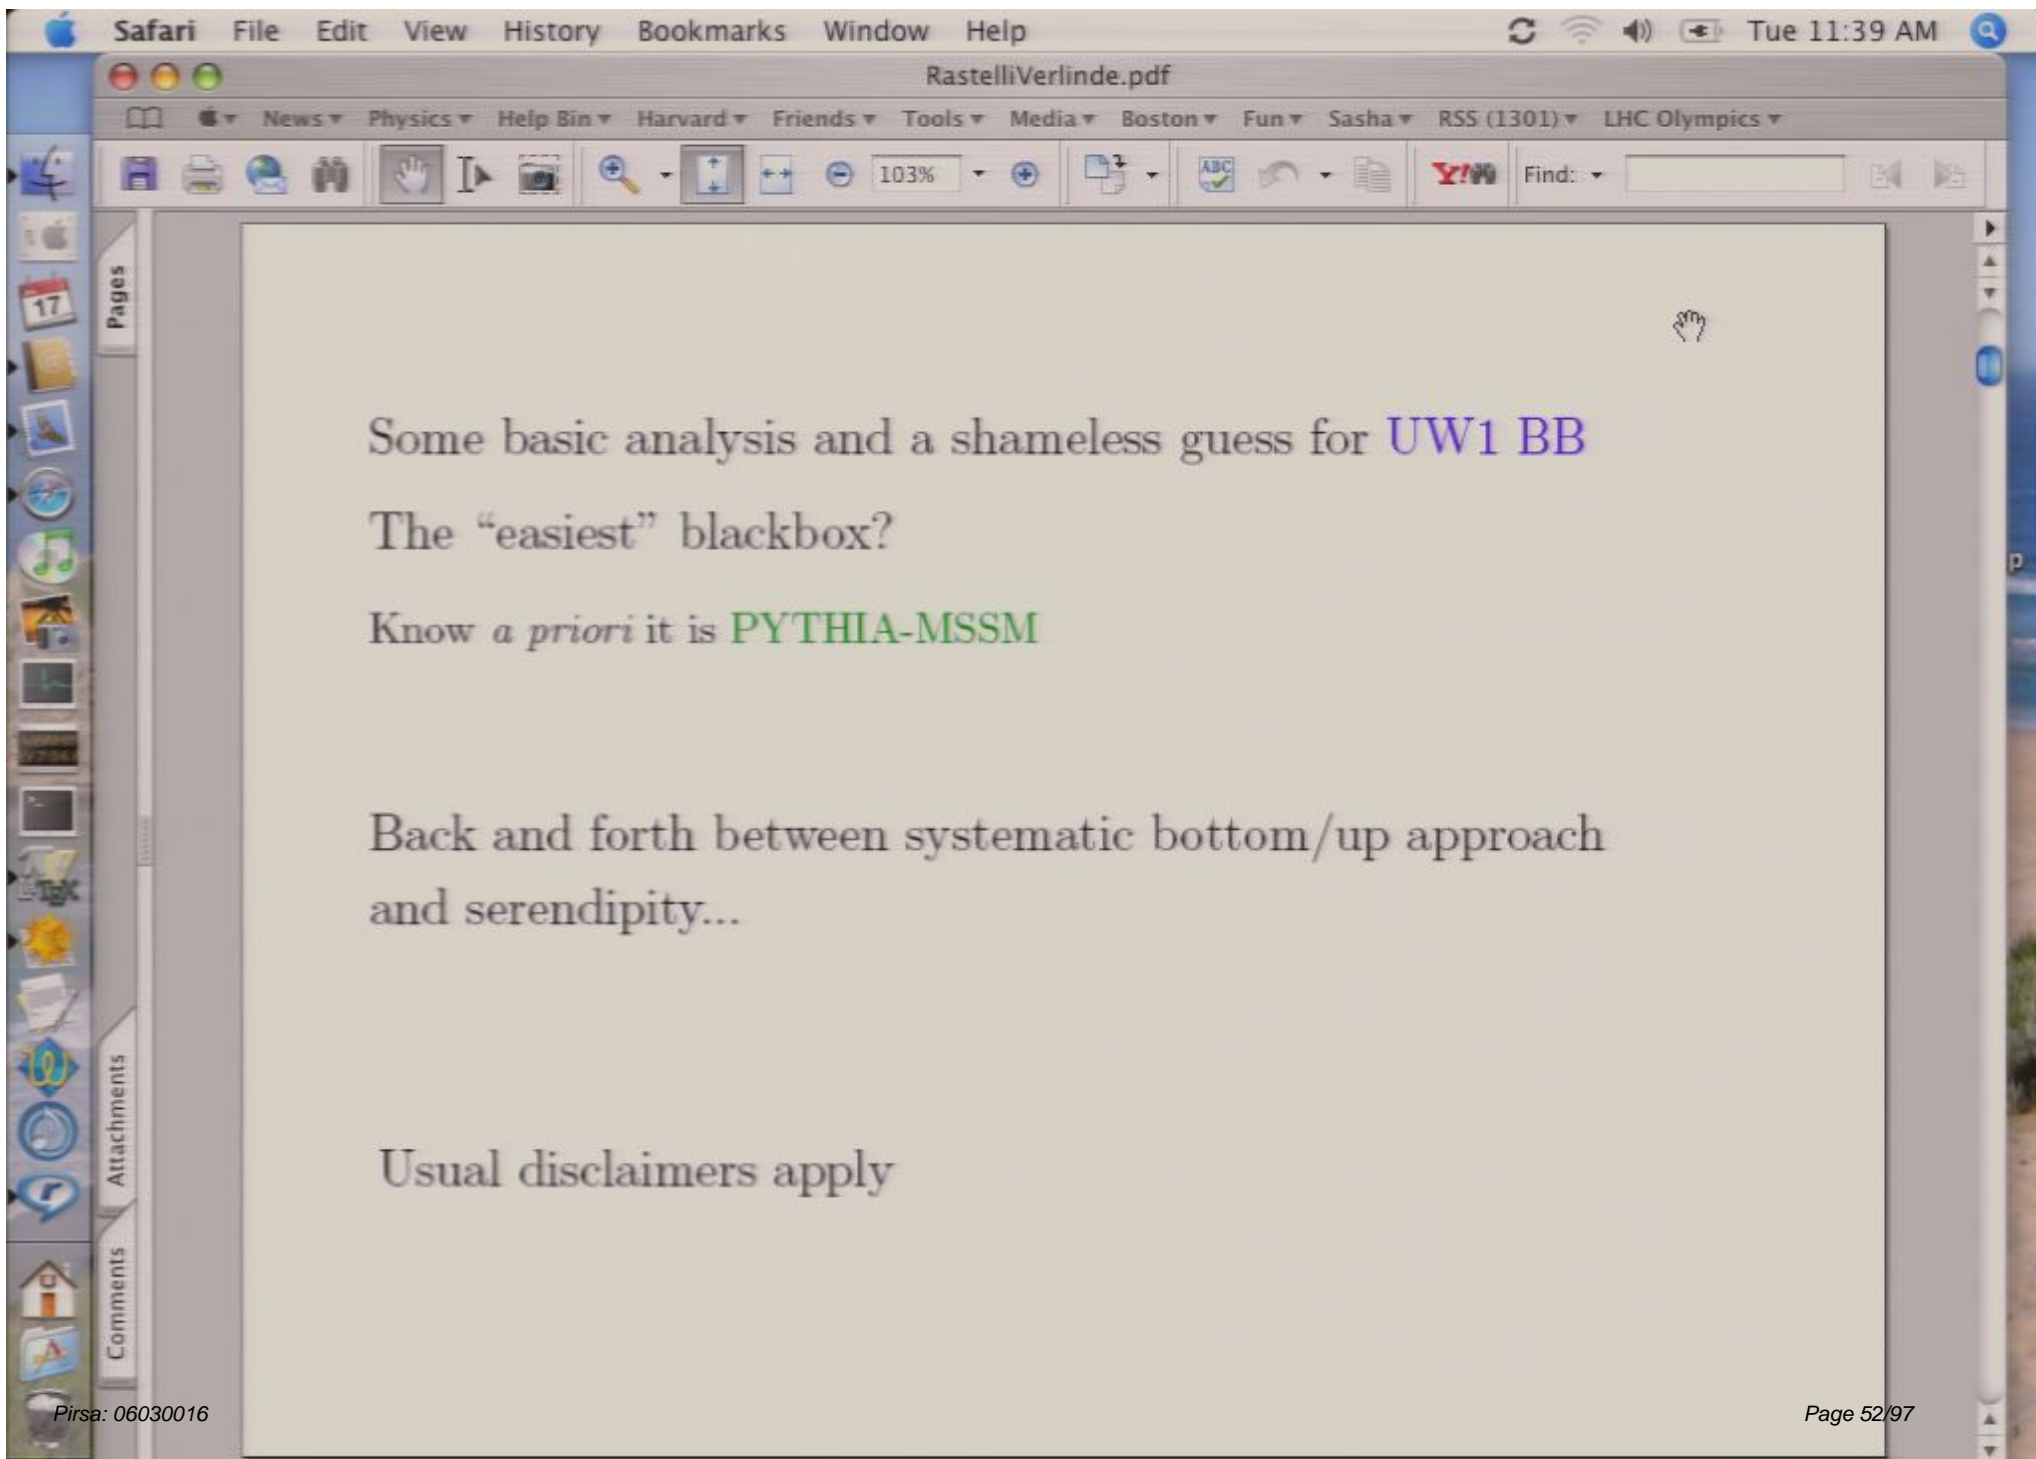 Safari File Edit View History Bookmarks Window Help Tue 11:39 AM
RastelliVerlinde.pdf
News Physics Help Bin Harvard Friends Tools Media Boston Fun Sasha RSS (1301) LHC Olympics
103% ABC Y! Find:
17
Pages
Some basic analysis and a shameless guess for UW1 BB
The “easiest” blackbox?
Know a priori it is PYTHIA-MSSM
Back and forth between systematic bottom/up approach
and serendipity...
Usual disclaimers apply
Attachments
Comments
p
Pirsa: 06030016
Page 52/97